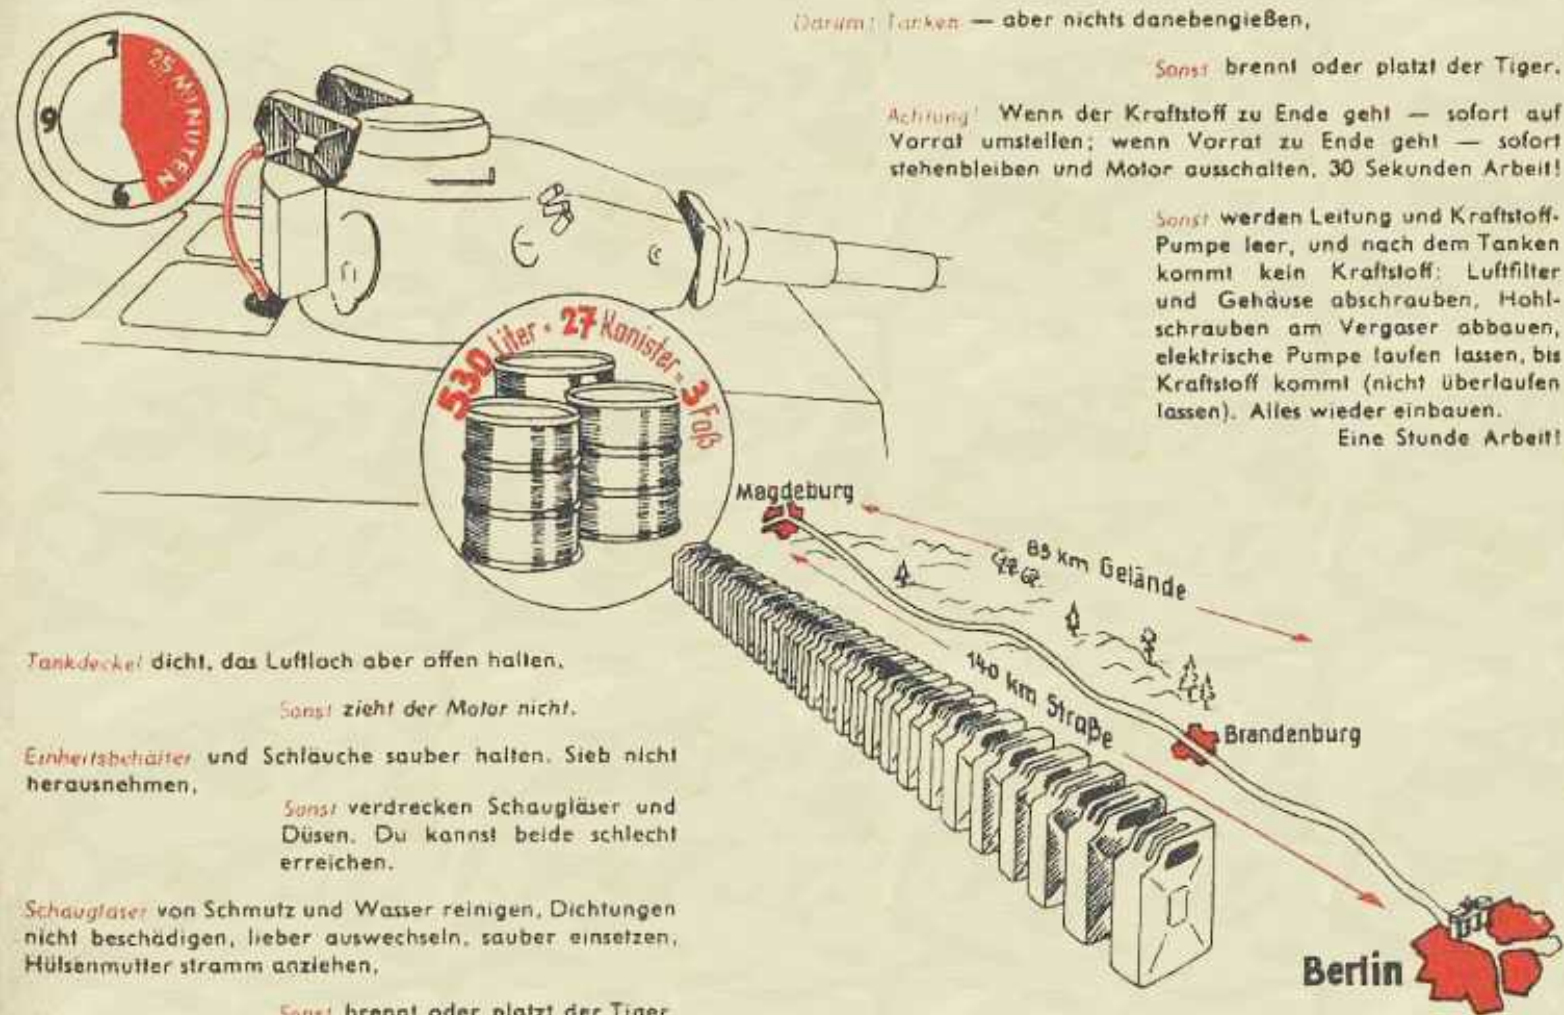 Darum: Tanken — aber nichts danebengießen,
Sonst brennt oder platzt der Tiger.
Achtung! Wenn der Kraftstoff zu Ende geht — sofort auf
Vorrat umstellen; wenn Vorrat zu Ende geht — sofort
stehenbleiben und Motor ausschalten, 30 Sekunden Arbeit!
Sonst werden Leitung und Kraftstoff-
Pumpe leer, und nach dem Tanken
kommt kein Kraftstoff: Luftfilter
und Gehäuse abschrauben, Hohl-
schrauben am Vergaser abbauen,
elektrische Pumpe laufen lassen, bis
Kraftstoff kommt (nicht überlaufen
lassen). Alles wieder einbauen.
Eine Stunde Arbeit!
1
25 MINUTEN
9
6
530 Liter = 27 Kanister = 3 Faß
Magdeburg
85 km Gelände
140 km Straße
Brandenburg
Berlin
Tankdeckel dicht, das Luftloch aber offen halten,
Sonst zieht der Motor nicht.
Einheitsbehälter und Schläuche sauber halten. Sieb nicht
herausnehmen,
Sonst verdrecken Schaugläser und
Düsen. Du kannst beide schlecht
erreichen.
Schaugläser von Schmutz und Wasser reinigen, Dichtungen
nicht beschädigen, lieber auswechseln, sauber einsetzen,
Hülsenmutter stramm anziehen,
Sonst brennt oder platzt der Tiger